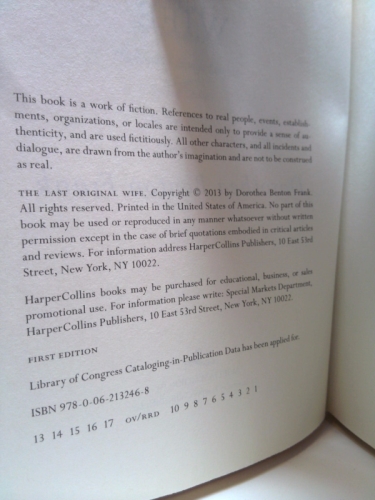 This book is a work of fiction. References to real people, events, establish-
ments, organizations, or locales are intended only to provide a sense of au-
thenticity, and are used fictitiously. All other characters, and all incidents and
dialogue, are drawn from the author's imagination and are not to be construed
as real.
THE LAST ORIGINAL WIFE. Copyright © 2013 by Dorothea Benton Frank.
All rights reserved. Printed in the United States of America. No part of this
book may be used or reproduced in any manner whatsoever without written
permission except in the case of brief quotations embodied in critical articles
and reviews. For information address HarperCollins Publishers, 10 East 53rd
Street, New York, NY 10022.
HarperCollins books may be purchased for educational, business, or sales
promotional use. For information please write: Special Markets Department,
HarperCollins Publishers, 10 East 53rd Street, New York, NY 10022.
FIRST EDITION
Library of Congress Cataloging-in-Publication Data has been applied for.
ISBN 978-0-06-213246-8
13 14 15 16 17 OV/RRD 10 9 8 7 6 5 4 3 2 1